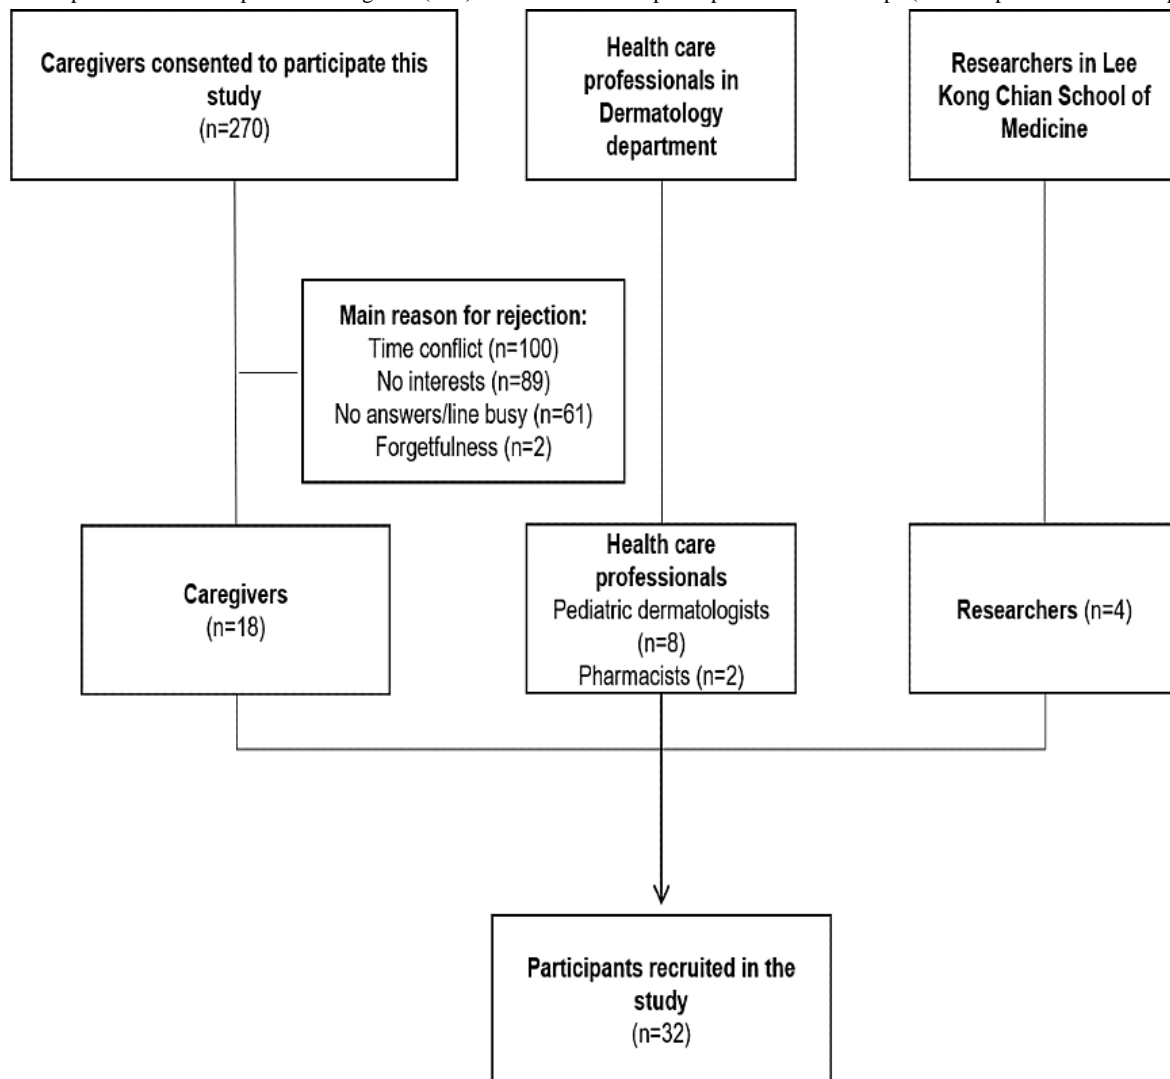 Caregivers consented to participate this
study
(n=270)
Health care
professionals in
Dermatology
department
Researchers in Lee
Kong Chian School of
Medicine
Main reason for rejection:
Time conflict (n=100)
No interests (n=89)
No answers/line busy (n=61)
Forgetfulness (n=2)
Caregivers
(n=18)
Health care
professionals
Pediatric dermatologists
(n=8)
Pharmacists (n=2)
Researchers (n=4)
Participants recruited in the
study
(n=32)